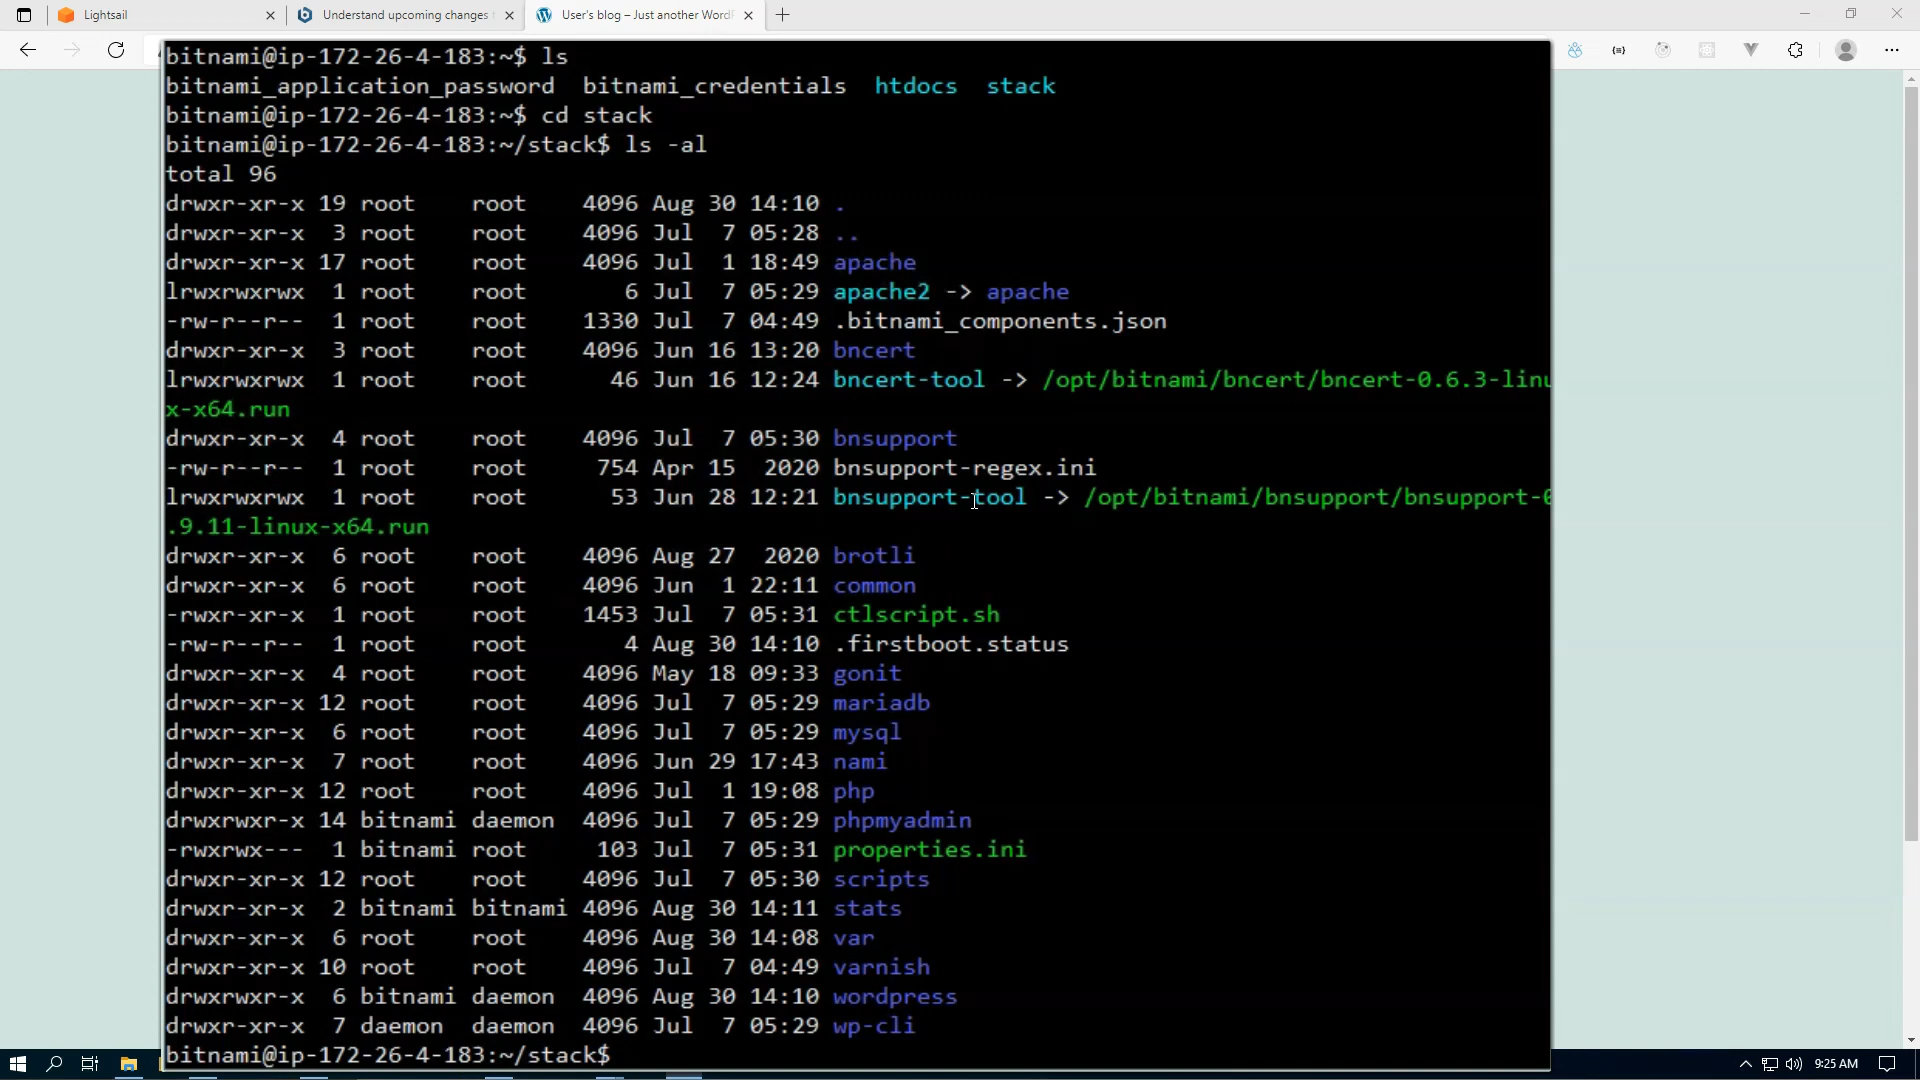 Lightsail
Understand upcoming changes
User's blog – Just another WordP
bitnami@ip-172-26-4-183:~$ ls
bitnami_application_password  bitnami_credentials  htdocs  stack
bitnami@ip-172-26-4-183:~$ cd stack
bitnami@ip-172-26-4-183:~/stack$ ls -al
total 96
drwxr-xr-x 19 root    root    4096 Aug 30 14:10 .
drwxr-xr-x  3 root    root    4096 Jul  7 05:28 ..
drwxr-xr-x 17 root    root    4096 Jul  1 18:49 apache
lrwxrwxrwx  1 root    root       6 Jul  7 05:29 apache2 -> apache
-rw-r--r--  1 root    root    1330 Jul  7 04:49 .bitnami_components.json
drwxr-xr-x  3 root    root    4096 Jun 16 13:20 bncert
lrwxrwxrwx  1 root    root      46 Jun 16 12:24 bncert-tool -> /opt/bitnami/bncert/bncert-0.6.3-linu
x-x64.run
drwxr-xr-x  4 root    root    4096 Jul  7 05:30 bnsupport
-rw-r--r--  1 root    root     754 Apr 15  2020 bnsupport-regex.ini
lrwxrwxrwx  1 root    root      53 Jun 28 12:21 bnsupport-tool -> /opt/bitnami/bnsupport/bnsupport-0
.9.11-linux-x64.run
drwxr-xr-x  6 root    root    4096 Aug 27  2020 brotli
drwxr-xr-x  6 root    root    4096 Jun  1 22:11 common
-rwxr-xr-x  1 root    root    1453 Jul  7 05:31 ctlscript.sh
-rw-r--r--  1 root    root       4 Aug 30 14:10 .firstboot.status
drwxr-xr-x  4 root    root    4096 May 18 09:33 gonit
drwxr-xr-x 12 root    root    4096 Jul  7 05:29 mariadb
drwxr-xr-x  6 root    root    4096 Jul  7 05:29 mysql
drwxr-xr-x  7 root    root    4096 Jun 29 17:43 nami
drwxr-xr-x 12 root    root    4096 Jul  1 19:08 php
drwxrwxr-x 14 bitnami daemon  4096 Jul  7 05:29 phpmyadmin
-rwxrwx---  1 bitnami root     103 Jul  7 05:31 properties.ini
drwxr-xr-x 12 root    root    4096 Jul  7 05:30 scripts
drwxr-xr-x  2 bitnami bitnami 4096 Aug 30 14:11 stats
drwxr-xr-x  6 root    root    4096 Aug 30 14:08 var
drwxr-xr-x 10 root    root    4096 Jul  7 04:49 varnish
drwxrwxr-x  6 bitnami daemon  4096 Aug 30 14:10 wordpress
drwxr-xr-x  7 daemon  daemon  4096 Jul  7 05:29 wp-cli
bitnami@ip-172-26-4-183:~/stack$
9:25 AM